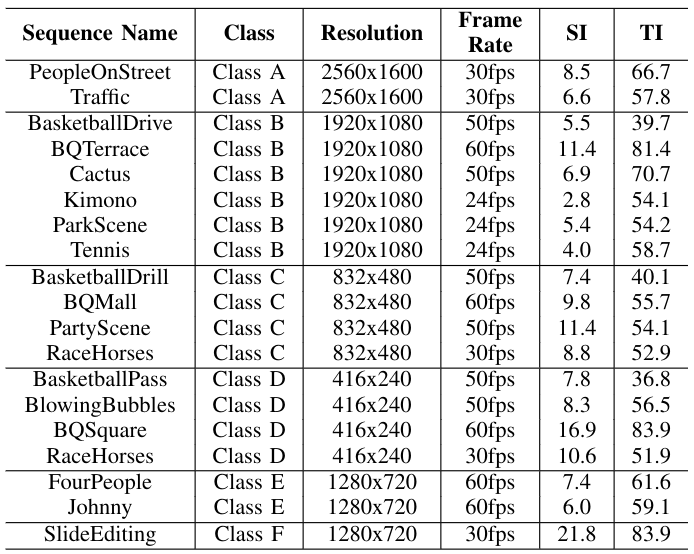 Sequence Name Class Resolution Frame Rate SI TI
PeopleOnStreet Class A 2560x1600 30fps 8.5 66.7
Traffic Class A 2560x1600 30fps 6.6 57.8
BasketballDrive Class B 1920x1080 50fps 5.5 39.7
BQTerrace Class B 1920x1080 60fps 11.4 81.4
Cactus Class B 1920x1080 50fps 6.9 70.7
Kimono Class B 1920x1080 24fps 2.8 54.1
ParkScene Class B 1920x1080 24fps 5.4 54.2
Tennis Class B 1920x1080 24fps 4.0 58.7
BasketballDrill Class C 832x480 50fps 7.4 40.1
BQMall Class C 832x480 60fps 9.8 55.7
PartyScene Class C 832x480 50fps 11.4 54.1
RaceHorses Class C 832x480 30fps 8.8 52.9
BasketballPass Class D 416x240 50fps 7.8 36.8
BlowingBubbles Class D 416x240 50fps 8.3 56.5
BQSquare Class D 416x240 60fps 16.9 83.9
RaceHorses Class D 416x240 30fps 10.6 51.9
FourPeople Class E 1280x720 60fps 7.4 61.6
Johnny Class E 1280x720 60fps 6.0 59.1
SlideEditing Class F 1280x720 30fps 21.8 83.9